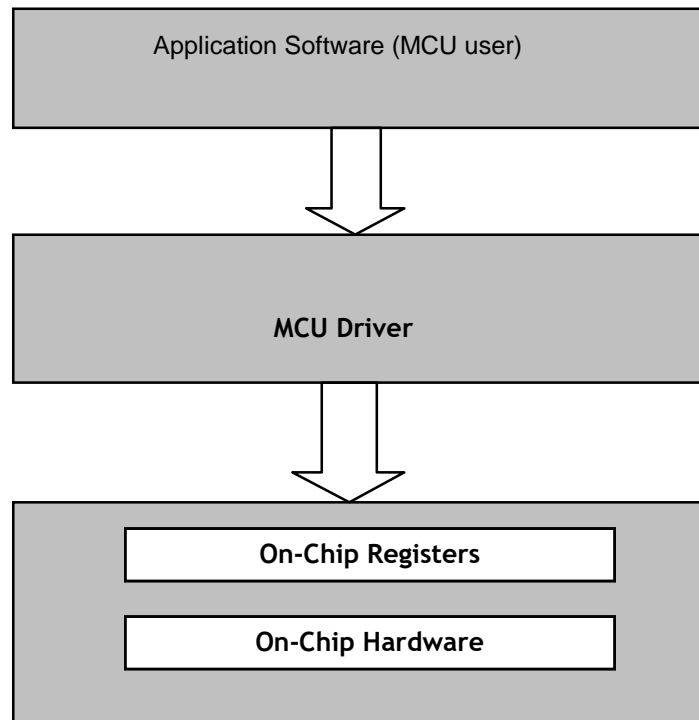 Application Software (MCU user)
MCU Driver
On-Chip Registers
On-Chip Hardware